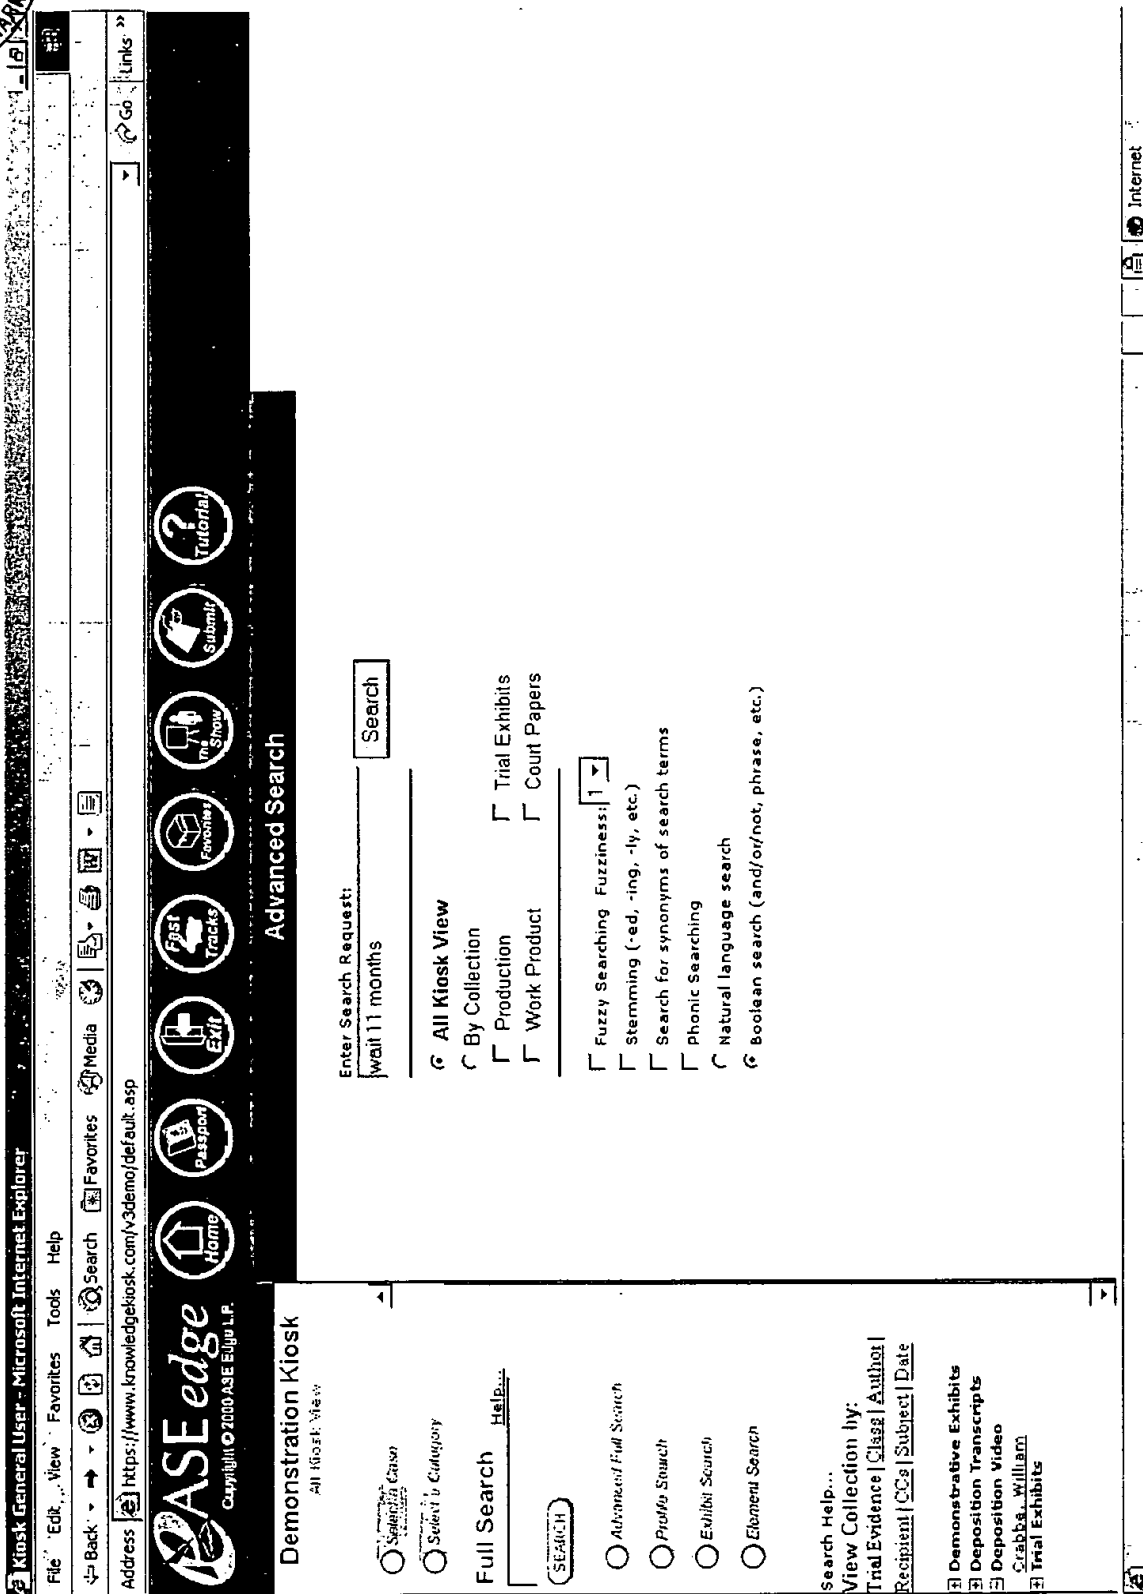 Kiosk General User - Microsoft Internet Explorer
File Edit View Favorites Tools Help
Back Search Favorites Media
Address https://www.knowledgekiosk.com/v3demo/default.asp Go Links »
CASE edge
Copyright © 2000 ASE Edge L.P.
Home
Passport
Exit
Fast Tracks
Favorites
The Show
Submit
? Tutorial
Demonstration Kiosk
All Kiosk View
Select a Case
Select a Category
Full Search Help...
SEARCH
Advanced Full Search
Profile Search
Exhibit Search
Element Search
Search Help...
View Collection by:
Trial Evidence | Class | Author |
Recipient | CCs | Subject | Date
+ Demonstrative Exhibits
+ Deposition Transcripts
- Deposition Video
Crabbe, William
+ Trial Exhibits
Advanced Search
Enter Search Request:
wait 11 months Search
All Kiosk View
By Collection
Production Trial Exhibits
Work Product Court Papers
Fuzzy Searching Fuzziness: 1
Stemming (-ed, -ing, -ly, etc.)
Search for synonyms of search terms
Phonic Searching
Natural language search
Boolean search (and/or/not, phrase, etc.)
Internet